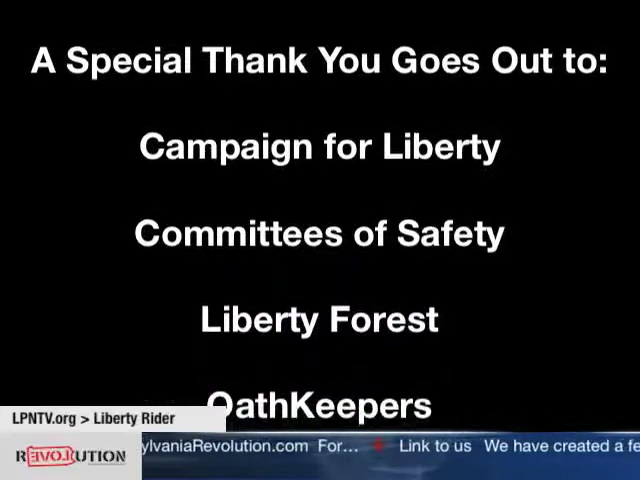 A Special Thank You Goes Out to:
Campaign for Liberty
Committees of Safety
Liberty Forest
OathKeepers
LPNTV.org > Liberty Rider
REVOLUTION
ylvaniaRevolution.com For... Link to us We have created a fe